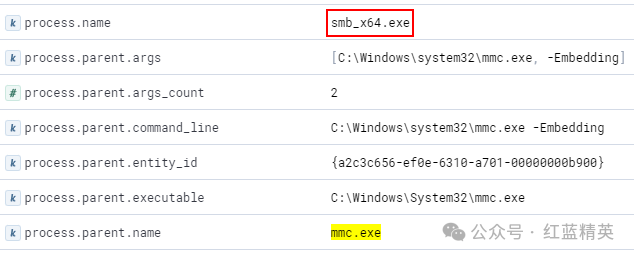 k process.name smb_x64.exe
k process.parent.args [C:\Windows\system32\mmc.exe, -Embedding]
# process.parent.args_count 2
k process.parent.command_line C:\Windows\system32\mmc.exe -Embedding
k process.parent.entity_id {a2c3c656-ef0e-6310-a701-00000000b900}
k process.parent.executable C:\Windows\System32\mmc.exe
k process.parent.name mmc.exe
公众号 · 红蓝精英